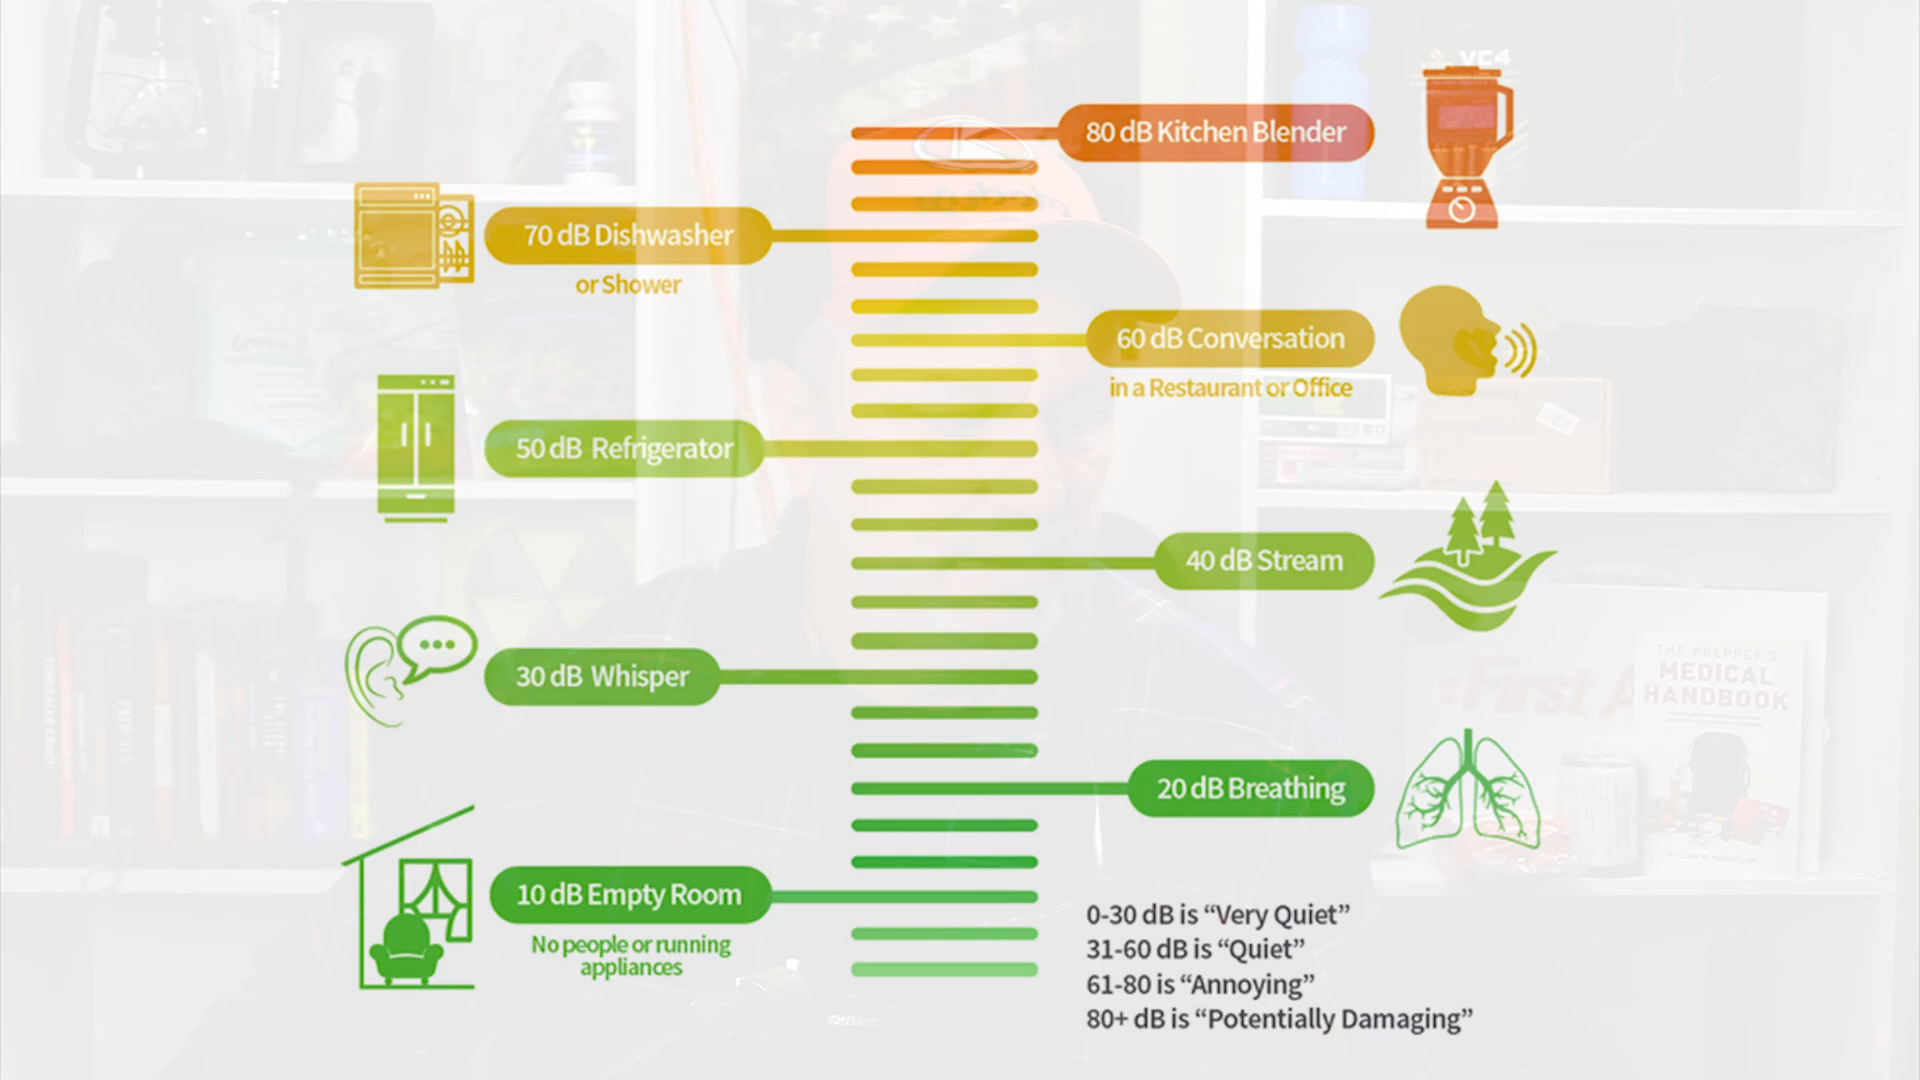 VC4
80 dB Kitchen Blender
70 dB Dishwasher
or Shower
60 dB Conversation
in a Restaurant or Office
50 dB Refrigerator
40 dB Stream
30 dB Whisper
THE PREPPER'S
MEDICAL
HANDBOOK
First A
20 dB Breathing
10 dB Empty Room
No people or running
appliances
0-30 dB is “Very Quiet”
31-60 dB is “Quiet”
61-80 is “Annoying”
80+ dB is “Potentially Damaging”